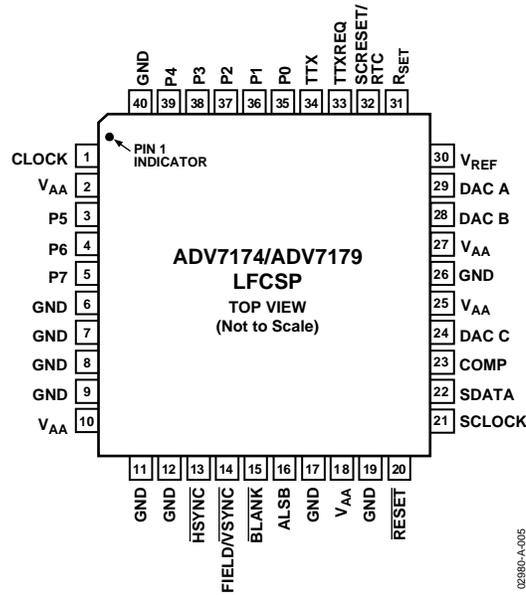 GND
P4
P3
P2
P1
P0
TTX
TTXREQ
SCRESET/
RTC
RSET
40 39 38 37 36 35 34 33 32 31
PIN 1
INDICATOR
CLOCK 1
VAA 2
P5 3
P6 4
P7 5
GND 6
GND 7
GND 8
GND 9
VAA 10
ADV7174/ADV7179
LFCSP
TOP VIEW
(Not to Scale)
30 VREF
29 DAC A
28 DAC B
27 VAA
26 GND
25 VAA
24 DAC C
23 COMP
22 SDATA
21 SCLOCK
11 12 13 14 15 16 17 18 19 20
GND
GND
HSYNC
FIELD/VSYNC
BLANK
ALSB
GND
VAA
GND
RESET
02980-A-005